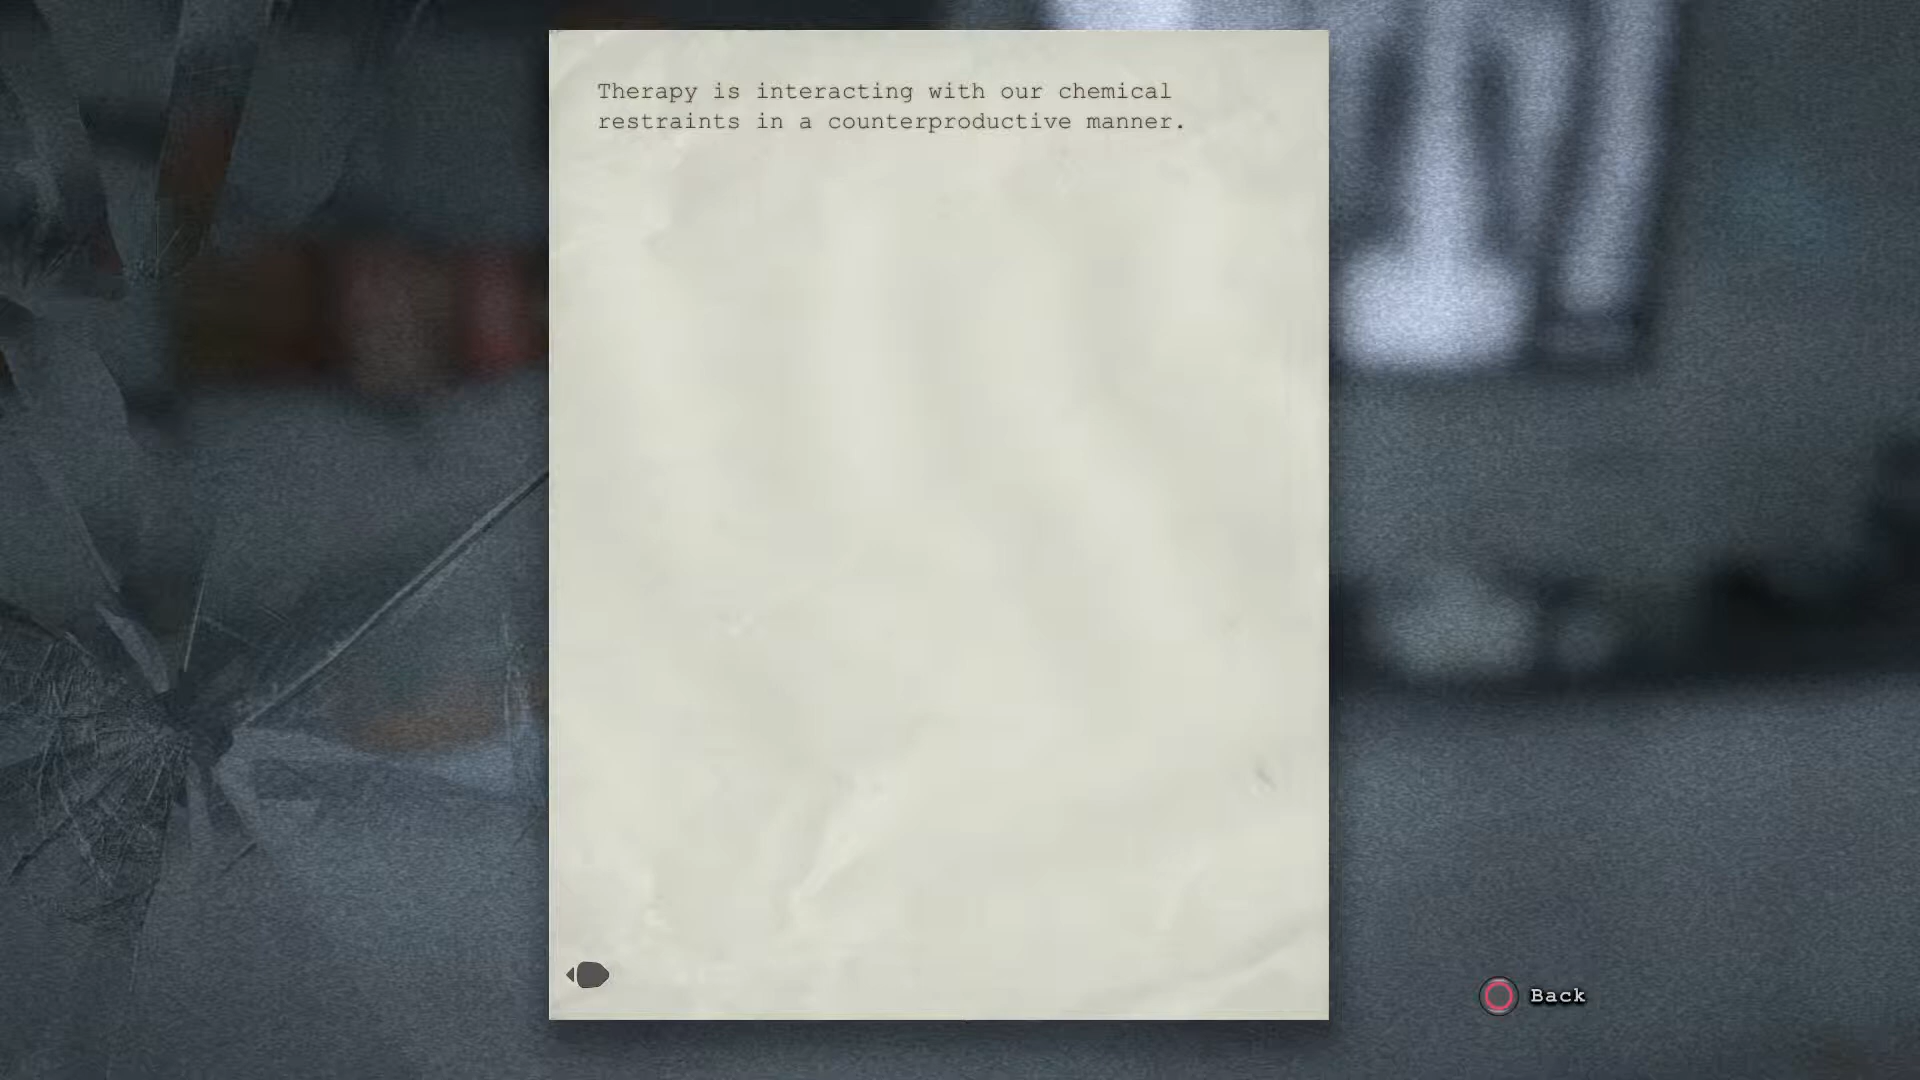 Therapy is interacting with our chemical
restraints in a counterproductive manner.
Back